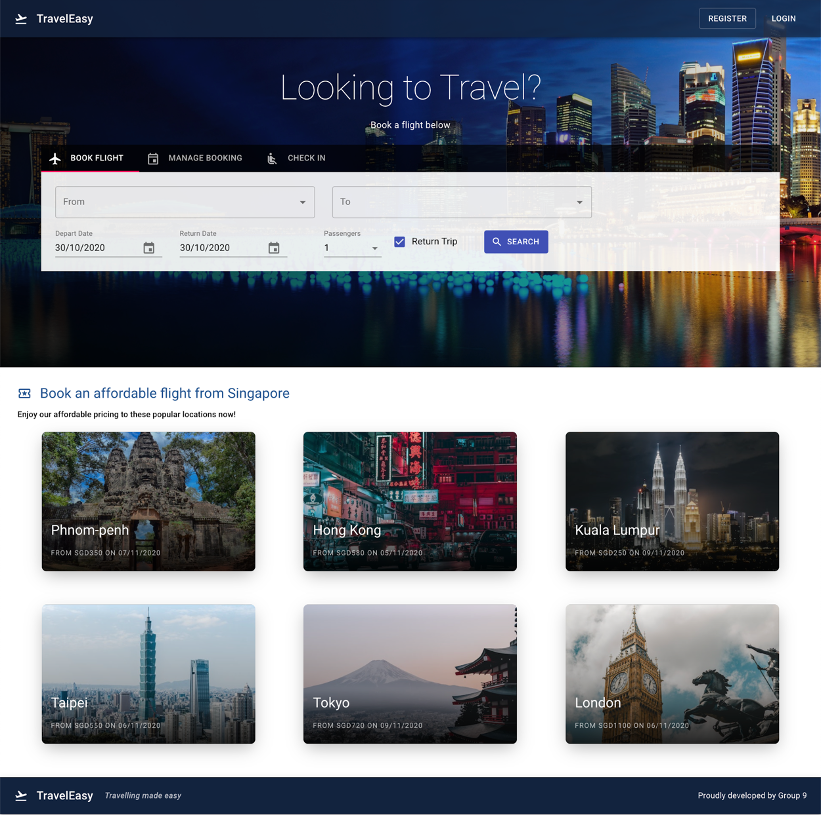 TravelEasy
REGISTER
LOGIN
Looking to Travel?
Book a flight below
BOOK FLIGHT
MANAGE BOOKING
CHECK IN
From
To
Depart Date
30/10/2020
Return Date
30/10/2020
Passengers
1
Return Trip
SEARCH
Book an affordable flight from Singapore
Enjoy our affordable pricing to these popular locations now!
Phnom-penh
FROM SGD350 ON 07/11/2020
Hong Kong
FROM SGD530 ON 05/11/2020
Kuala Lumpur
FROM SGD250 ON 09/11/2020
Taipei
FROM SGD550 ON 06/11/2020
Tokyo
FROM SGD720 ON 09/11/2020
London
FROM SGD1100 ON 06/11/2020
TravelEasy
Travelling made easy
Proudly developed by Group 9